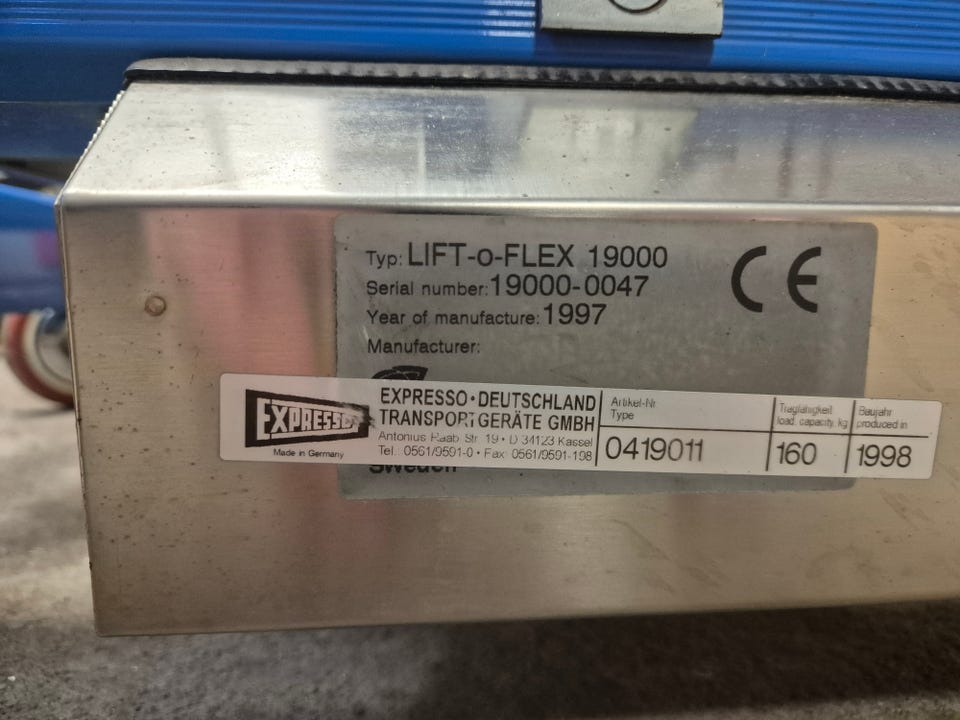 Typ: LIFT-o-FLEX 19000
Serial number: 19000-0047
Year of manufacture: 1997
Manufacturer:
CE
EXPRESSO
Made in Germany
EXPRESSO·DEUTSCHLAND
TRANSPORTGERÄTE GMBH
Antonius Raab Str. 19 · D 34123 Kassel
Tel. 0561/9591-0 · Fax: 0561/9591-198
Artikel-Nr
Type
0419011
Tragfähigkeit
load. capacity. kg
160
Baujahr
produced in
1998
Sweden